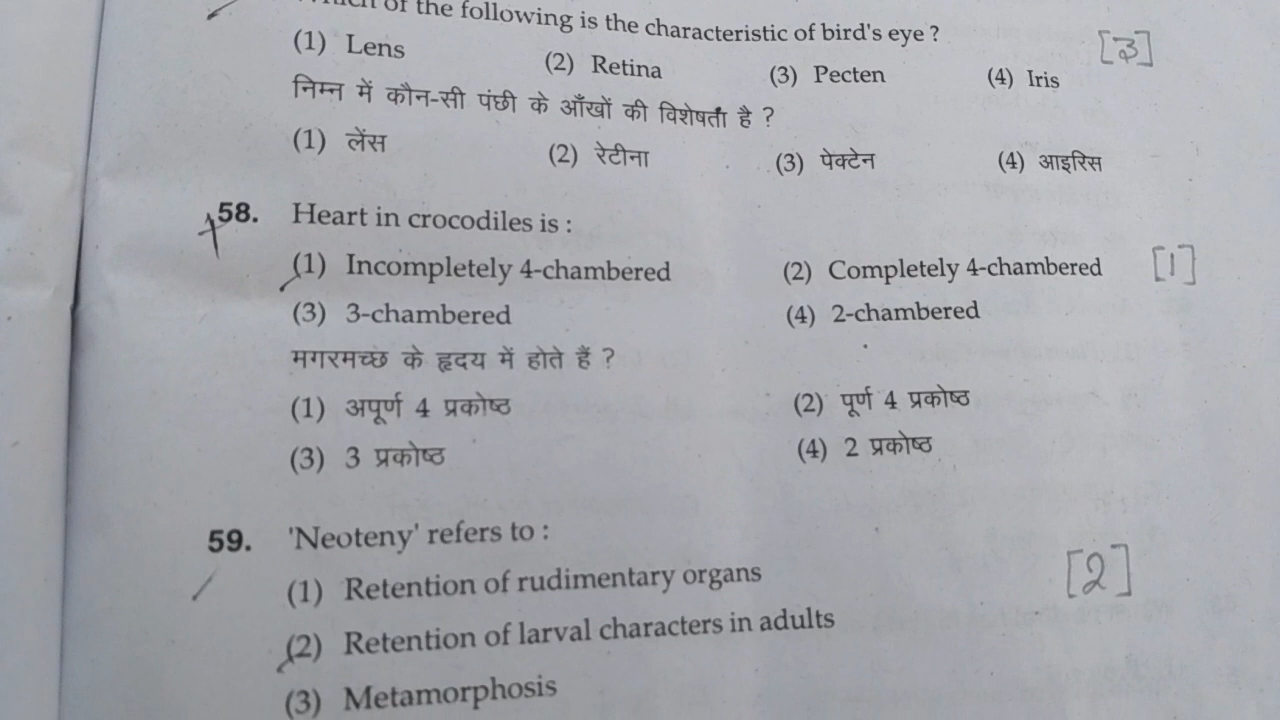 of the following is the characteristic of bird's eye ?
(1) Lens (2) Retina (3) Pecten (4) Iris [3]
निम्न में कौन-सी पंछी के आँखों की विशेषता है ?
(1) लेंस (2) रेटीना (3) पेक्टेन (4) आइरिस
58. Heart in crocodiles is :
(1) Incompletely 4-chambered (2) Completely 4-chambered [1]
(3) 3-chambered (4) 2-chambered
मगरमच्छ के हृदय में होते हैं ?
(1) अपूर्ण 4 प्रकोष्ठ (2) पूर्ण 4 प्रकोष्ठ
(3) 3 प्रकोष्ठ (4) 2 प्रकोष्ठ
59. 'Neoteny' refers to :
(1) Retention of rudimentary organs [2]
(2) Retention of larval characters in adults
(3) Metamorphosis